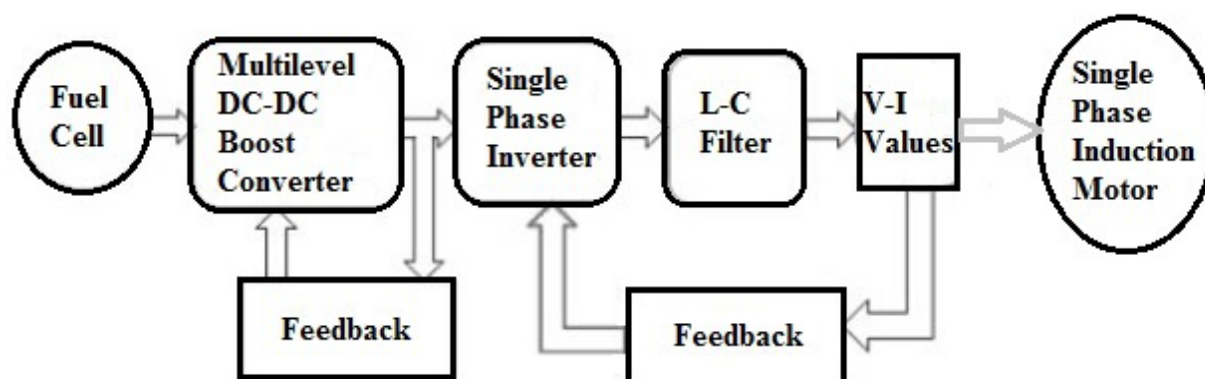 Fuel
Cell
Multilevel
DC-DC
Boost
Converter
Single
Phase
Inverter
L-C
Filter
V-I
Values
Single
Phase
Induction
Motor
Feedback
Feedback